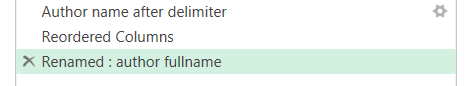 Author name after delimiter
Reordered Columns
Renamed : author fullname